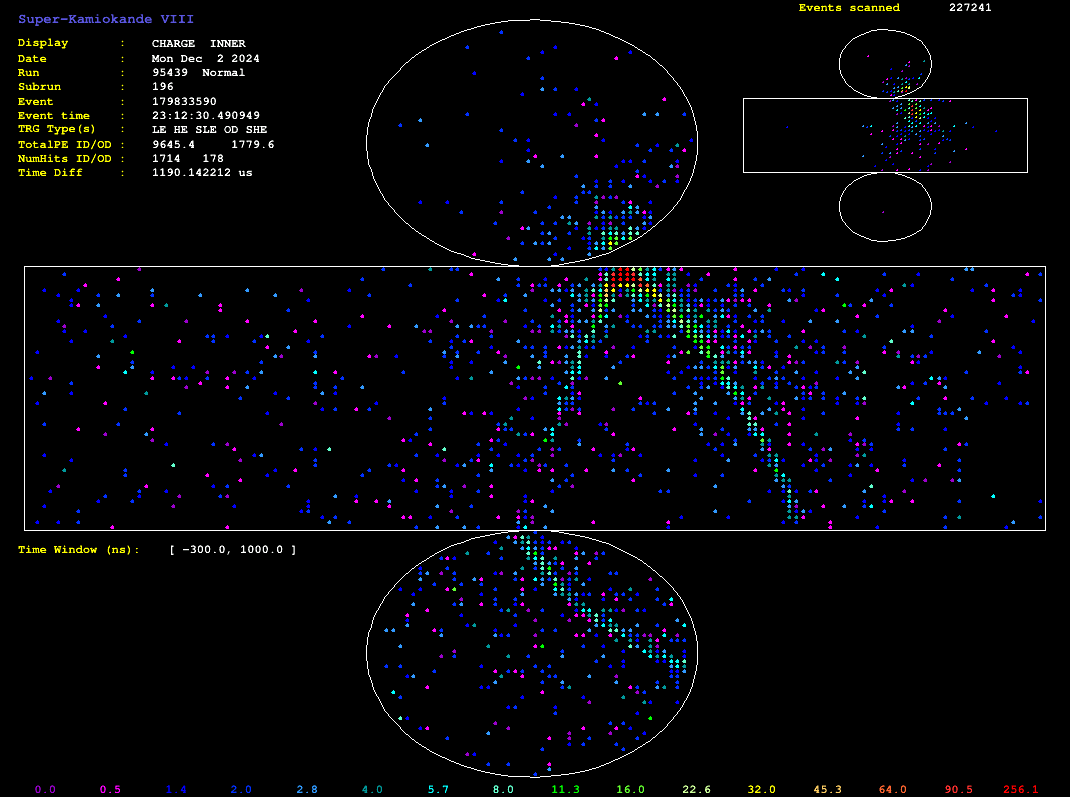 Super-Kamiokande VIII
Events scanned 227241
Display : CHARGE INNER
Date : Mon Dec 2 2024
Run : 95439 Normal
Subrun : 196
Event : 179833590
Event time : 23:12:30.490949
TRG Type(s) : LE HE SLE OD SHE
TotalPE ID/OD : 9645.4 1779.6
NumHits ID/OD : 1714 178
Time Diff : 1190.142212 us
Time Window (ns): [ -300.0, 1000.0 ]
0.0 0.5 1.4 2.0 2.8 4.0 5.7 8.0 11.3 16.0 22.6 32.0 45.3 64.0 90.5 256.1